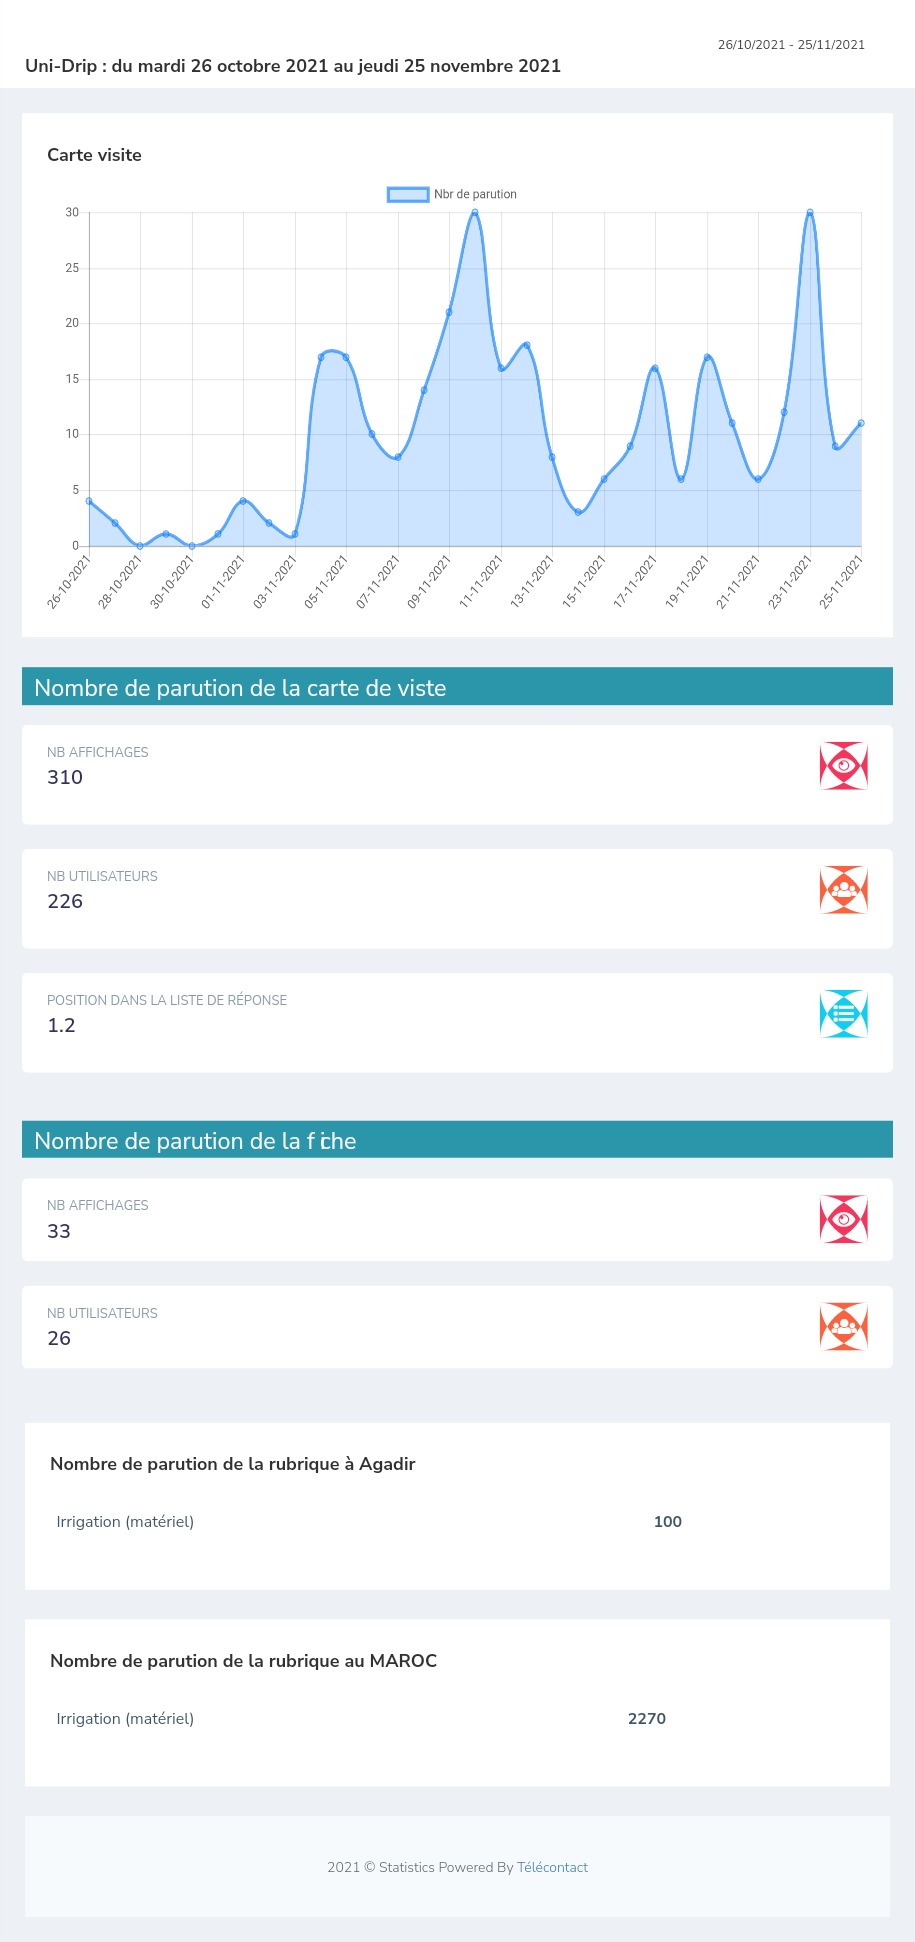 26/10/2021 - 25/11/2021
Uni-Drip : du mardi 26 octobre 2021 au jeudi 25 novembre 2021
Carte visite
Nbr de parution
30
25
20
15
10
5
0
26-10-2021
28-10-2021
30-10-2021
01-11-2021
03-11-2021
05-11-2021
07-11-2021
09-11-2021
11-11-2021
13-11-2021
15-11-2021
17-11-2021
19-11-2021
21-11-2021
23-11-2021
25-11-2021
Nombre de parution de la carte de viste
NB AFFICHAGES
310
NB UTILISATEURS
226
POSITION DANS LA LISTE DE RÉPONSE
1.2
Nombre de parution de la fiche
NB AFFICHAGES
33
NB UTILISATEURS
26
Nombre de parution de la rubrique à Agadir
Irrigation (matériel) 100
Nombre de parution de la rubrique au MAROC
Irrigation (matériel) 2270
2021 © Statistics Powered By Télécontact